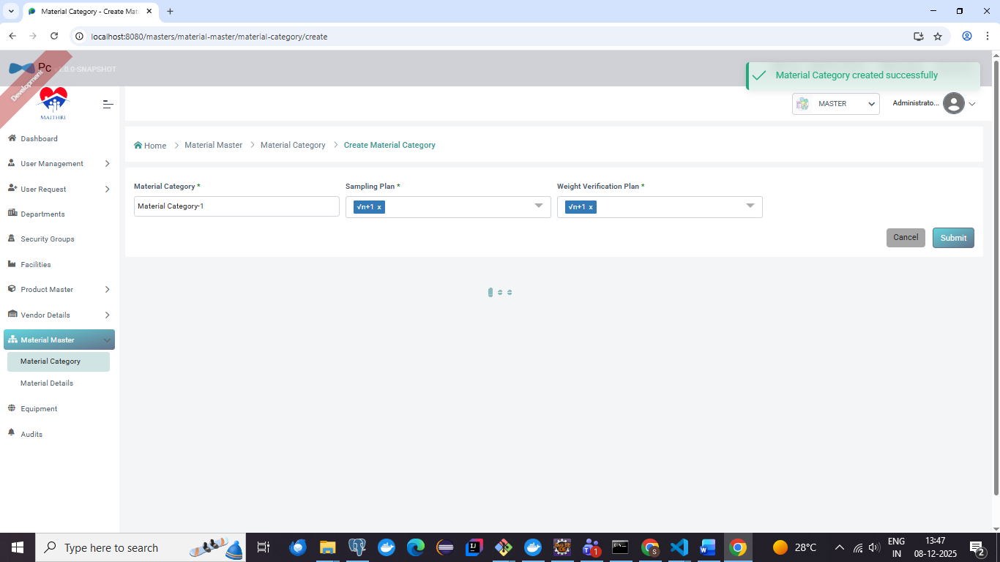 Material Category - Create Mat
localhost:8080/masters/material-master/material-category/create
Pc
v1.0.0-SNAPSHOT
Development
Material Category created successfully
MAITHRI
MASTER
Administrato...
Dashboard
User Management
User Request
Departments
Security Groups
Facilities
Product Master
Vendor Details
Material Master
Material Category
Material Details
Equipment
Audits
Home Material Master Material Category Create Material Category
Material Category * Sampling Plan * Weight Verification Plan *
Material Category-1 √n+1 x √n+1 x
Cancel Submit
Type here to search
1
S
28°C
ENG
IN
13:47
08-12-2025
2